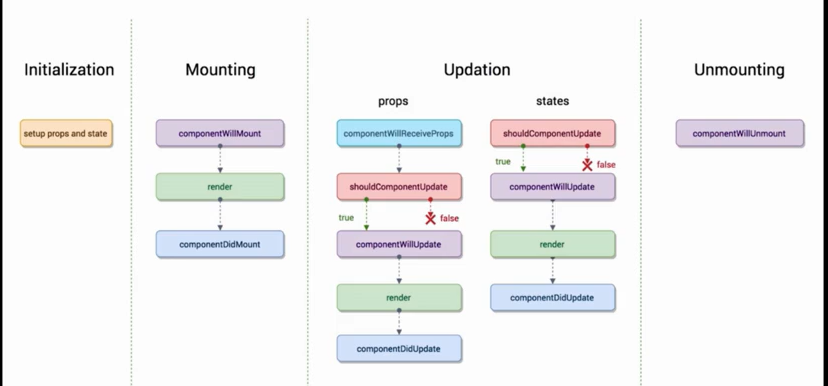 Initialization
Mounting
Updation
Unmounting
props
states
setup props and state
componentWillMount
render
componentDidMount
componentWillReceiveProps
shouldComponentUpdate
true
false
componentWillUpdate
render
componentDidUpdate
shouldComponentUpdate
true
false
componentWillUpdate
render
componentDidUpdate
componentWillUnmount